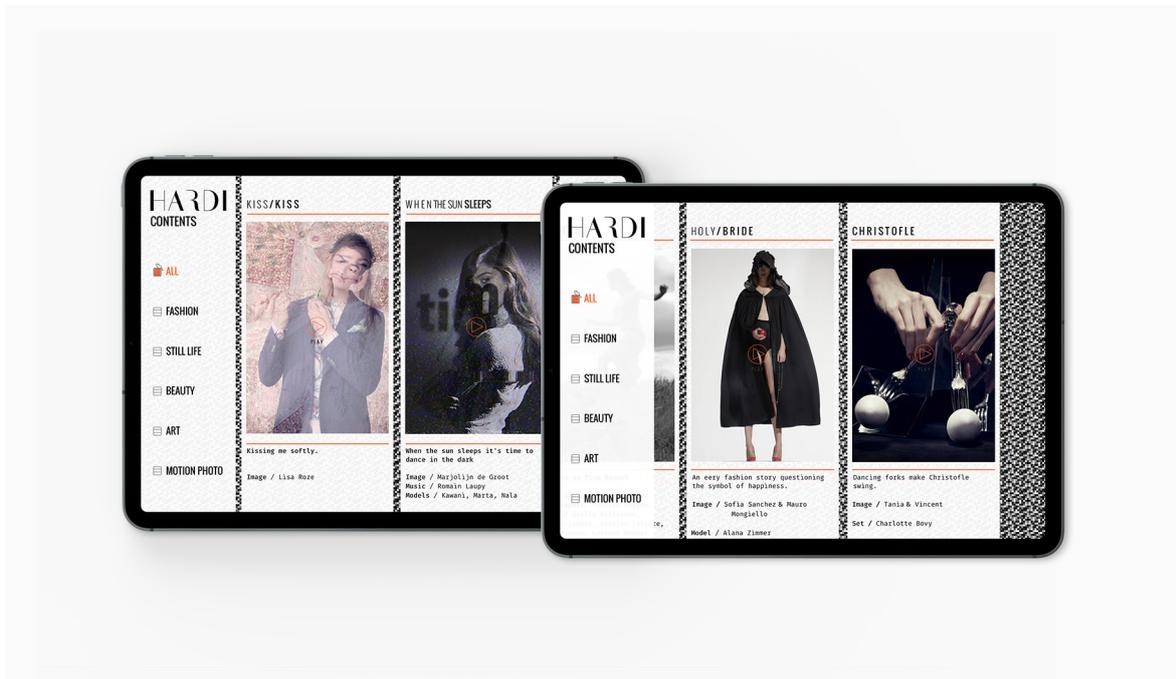 HARDI
CONTENTS
ALL
FASHION
STILL LIFE
BEAUTY
ART
MOTION PHOTO
KISS/KISS
PLAY
Kissing me softly.
Image / Lisa Roze
WHEN THE SUN SLEEPS
When the sun sleeps it's time to
dance in the dark
Image / Marjolijn de Groot
Music / Romain Laupy
Models / Kawani, Marta, Nala
HARDI
CONTENTS
ALL
FASHION
STILL LIFE
BEAUTY
ART
MOTION PHOTO
HOLY/BRIDE
An eery fashion story questioning
the symbol of happiness.
Image / Sofia Sanchez & Mauro
Mongiello
Model / Alana Zimmer
CHRISTOFLE
PLAY
Dancing forks make Christofle
swing.
Image / Tania & Vincent
Set / Charlotte Bovy